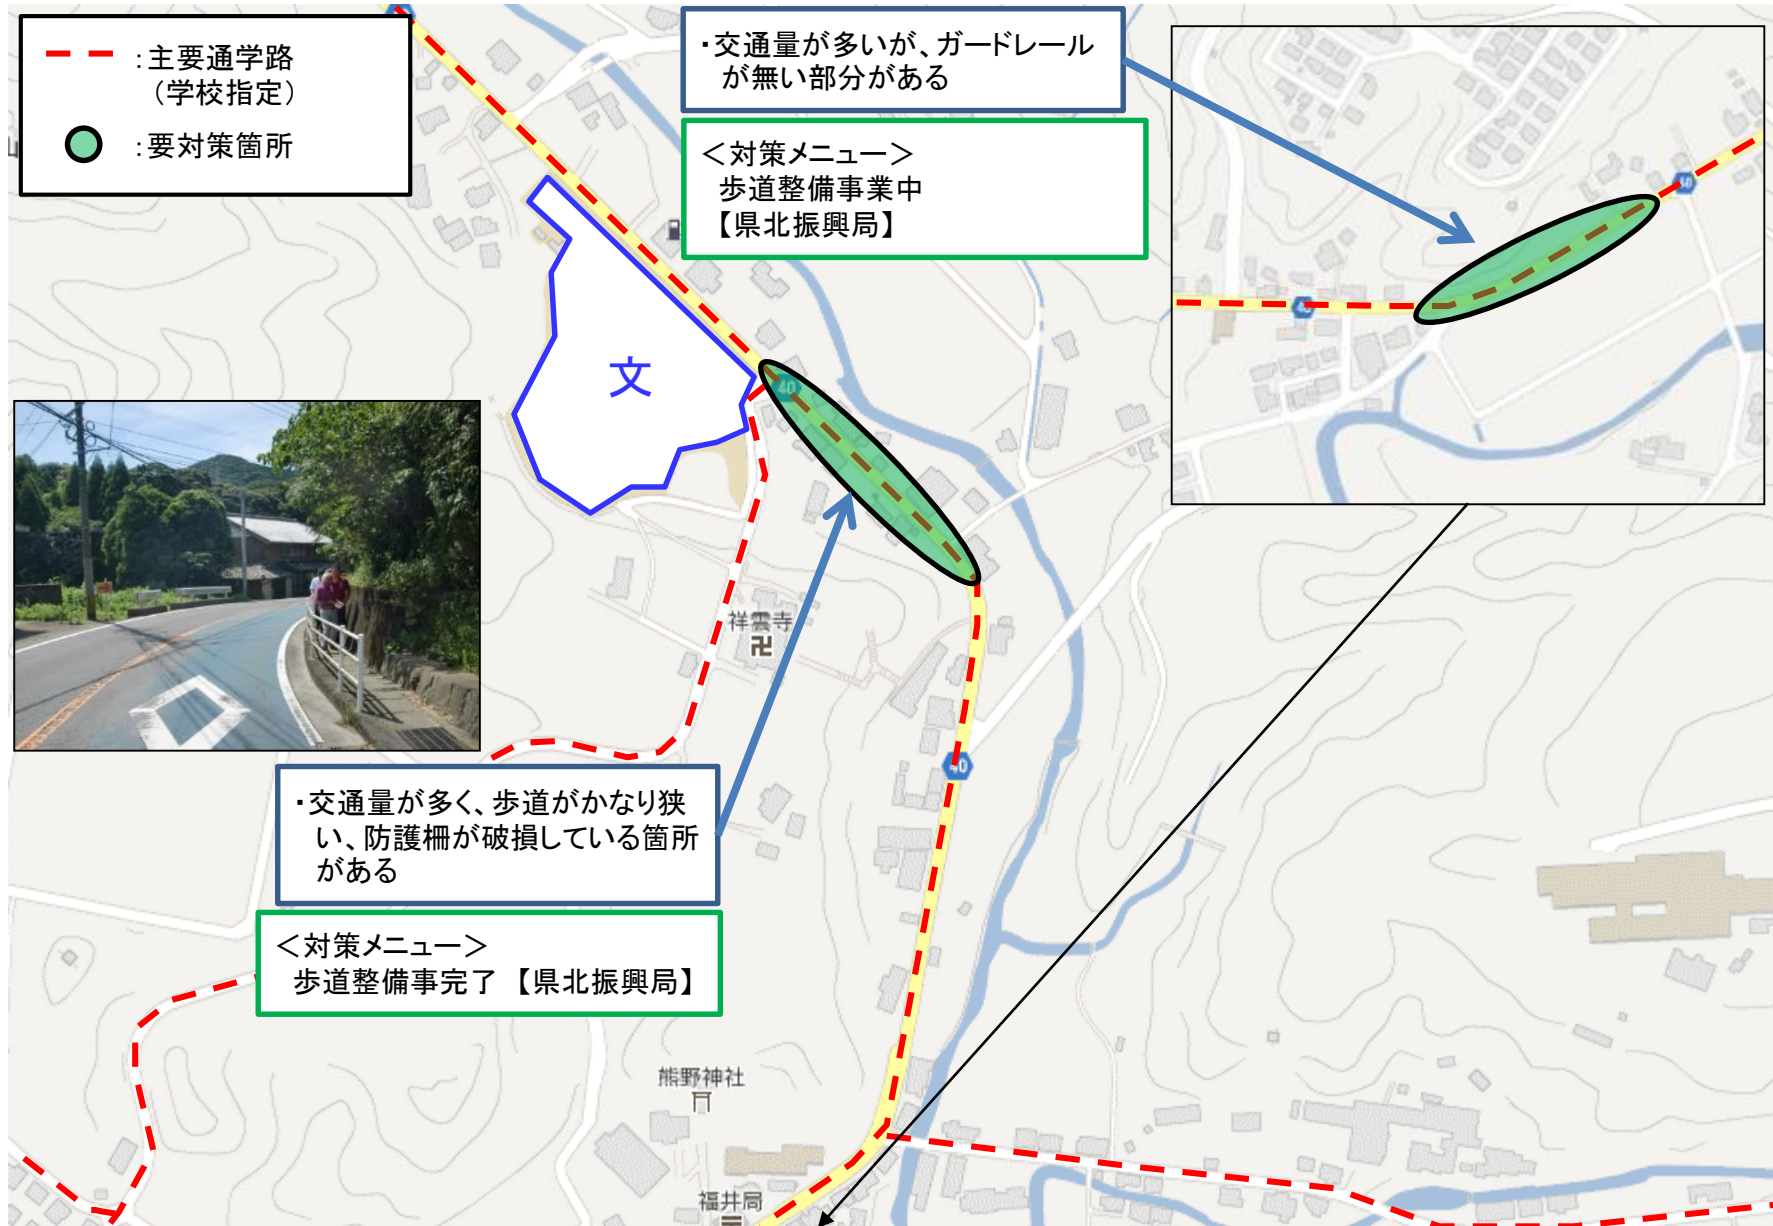 :主要通学路
(学校指定)
:要対策箇所
・交通量が多いが、ガードレール
が無い部分がある
<対策メニュー>
歩道整備事業中
【県北振興局】
40
40
文
40
祥雲寺
40
・交通量が多く、歩道がかなり狭
い、防護柵が破損している箇所
がある
<対策メニュー>
歩道整備事完了 【県北振興局】
熊野神社
福井局